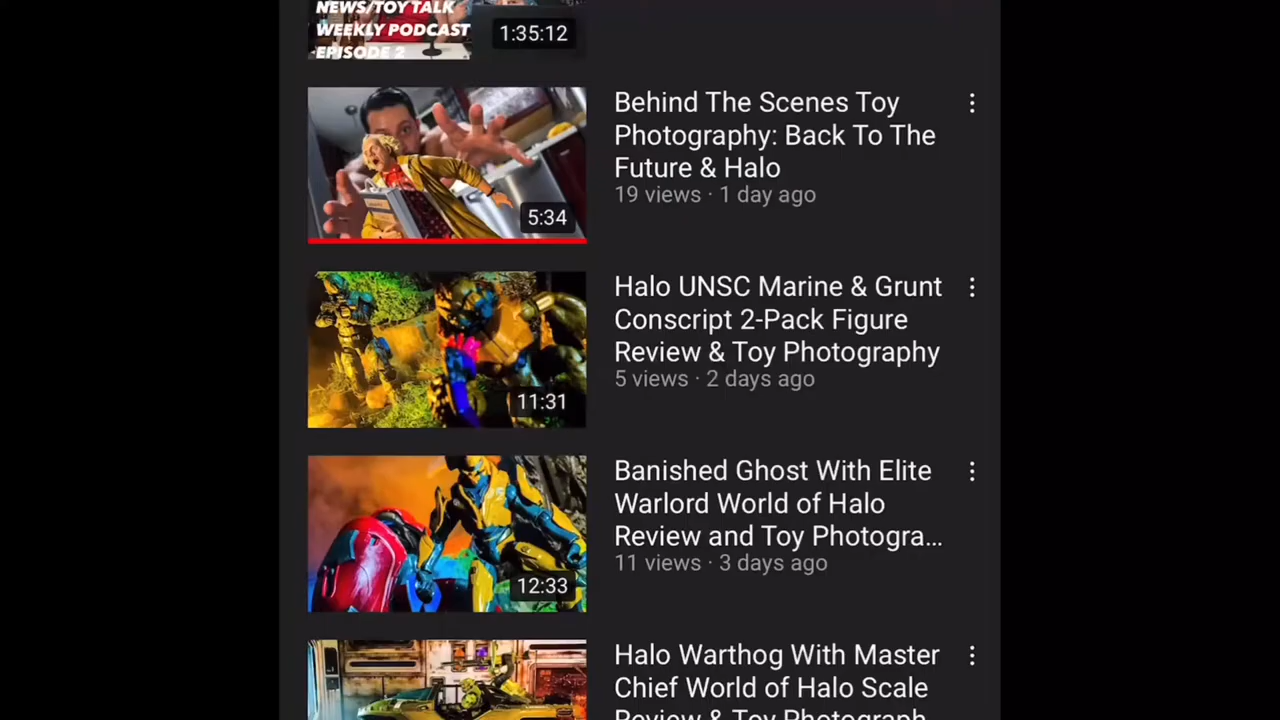 NEWS/TOY TALK
WEEKLY PODCAST
EPISODE 2
1:35:12
Behind The Scenes Toy
Photography: Back To The
Future & Halo
19 views · 1 day ago
5:34
Halo UNSC Marine & Grunt
Conscript 2-Pack Figure
Review & Toy Photography
5 views · 2 days ago
11:31
Banished Ghost With Elite
Warlord World of Halo
Review and Toy Photogra...
11 views · 3 days ago
12:33
Halo Warthog With Master
Chief World of Halo Scale
Review & Toy Photograph